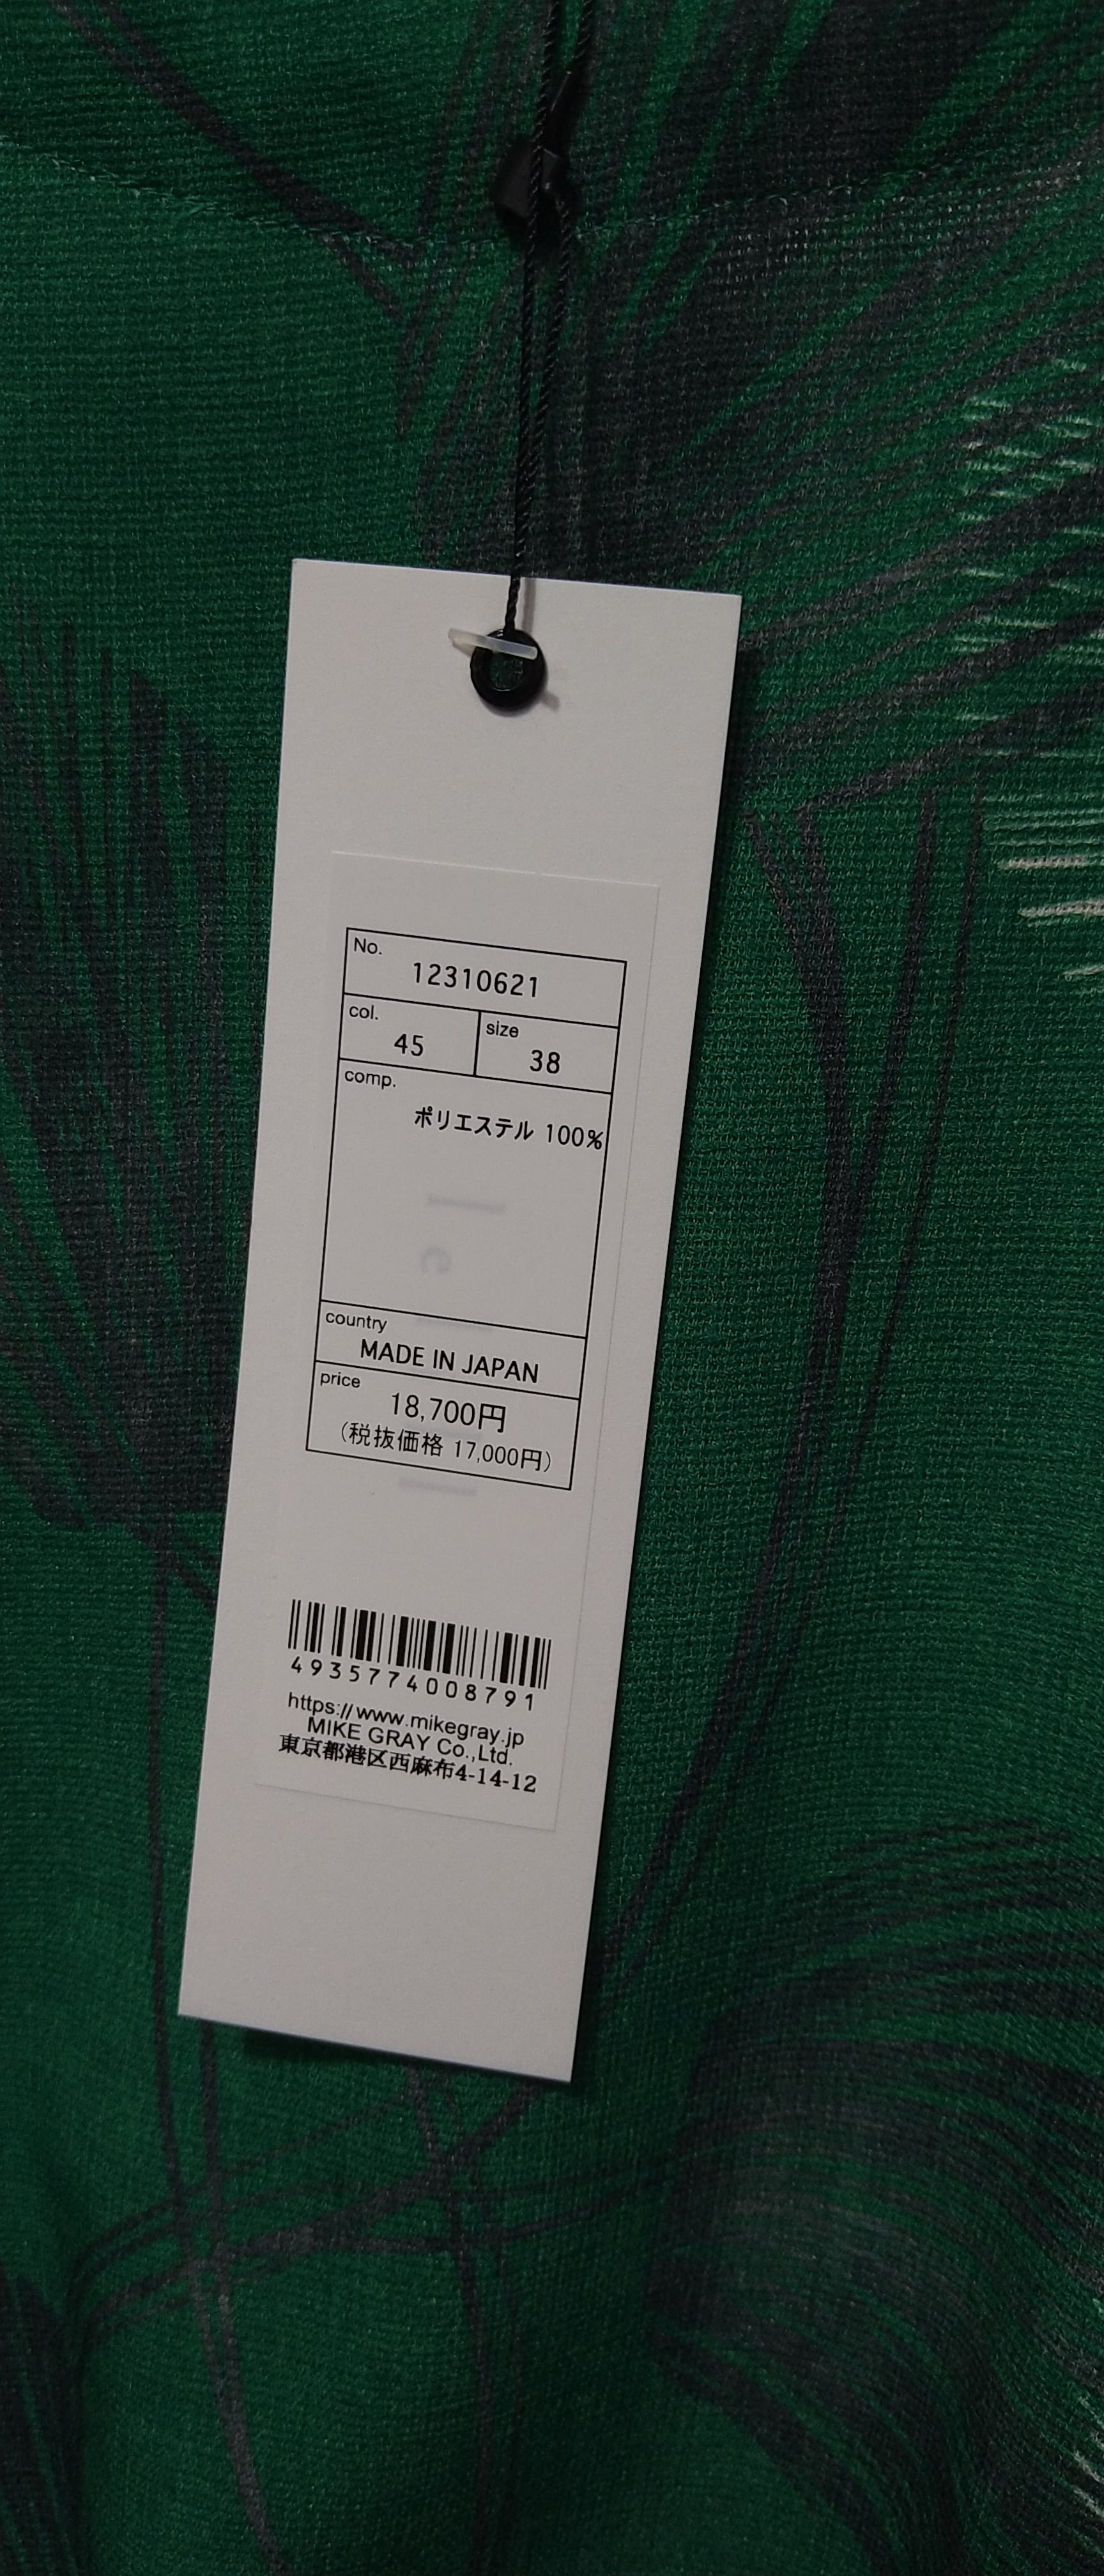 No.
12310621
col.
45
size
38
comp.
ポリエステル 100%
country
MADE IN JAPAN
price
18,700円
(税抜価格 17,000円)
4935774008791
https://www.mikegray.jp
MIKE GRAY Co.,Ltd.
東京都港区西麻布4-14-12